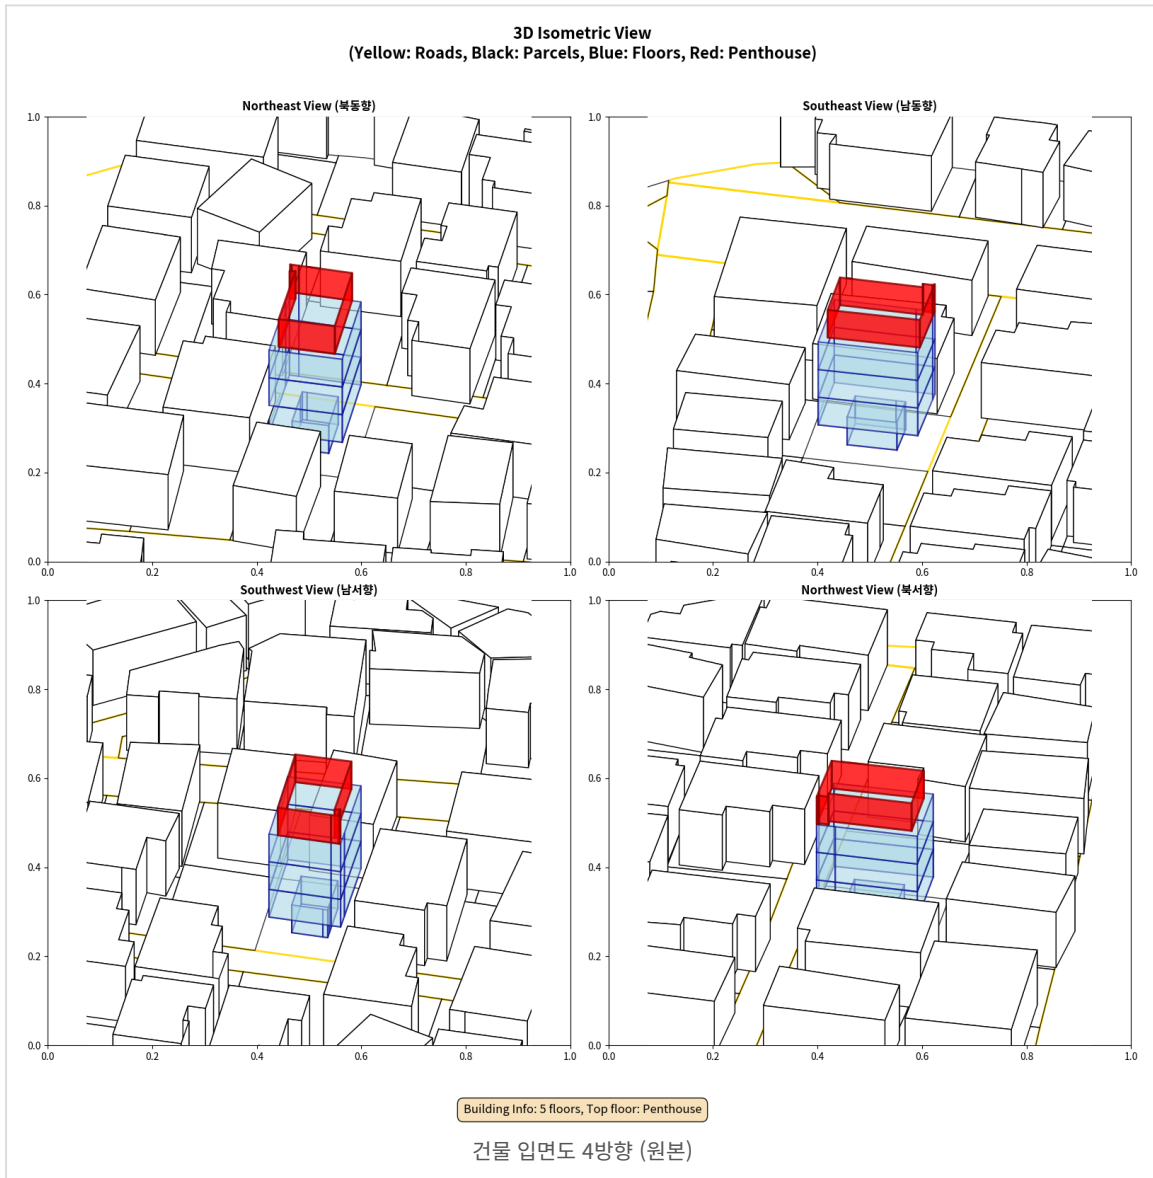 3D Isometric View
(Yellow: Roads, Black: Parcels, Blue: Floors, Red: Penthouse)
Northeast View (북동향)
1.0
0.8
0.6
0.4
0.2
0.0
0.0 0.2 0.4 0.6 0.8 1.0
Southeast View (남동향)
1.0
0.8
0.6
0.4
0.2
0.0
0.0 0.2 0.4 0.6 0.8 1.0
Southwest View (남서향)
1.0
0.8
0.6
0.4
0.2
0.0
0.0 0.2 0.4 0.6 0.8 1.0
Northwest View (북서향)
1.0
0.8
0.6
0.4
0.2
0.0
0.0 0.2 0.4 0.6 0.8 1.0
Building Info: 5 floors, Top floor: Penthouse
건물 입면도 4방향 (원본)